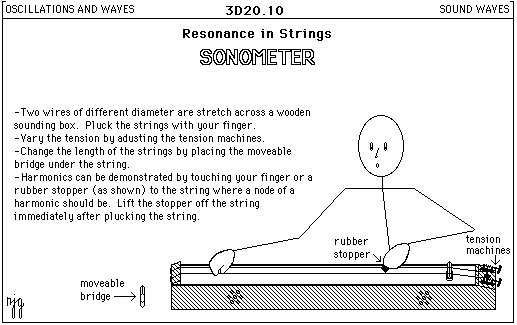 OSCILLATIONS AND WAVES
3D20.10
SOUND WAVES
Resonance in Strings
SONOMETER
-Two wires of different diameter are stretch across a wooden
sounding box. Pluck the strings with your finger.
-Vary the tension by adusting the tension machines.
-Change the length of the strings by placing the moveable
bridge under the string.
-Harmonics can be demonstrated by touching your finger or a
rubber stopper (as shown) to the string where a node of a
harmonic should be. Lift the stopper off the string
immediately after plucking the string.
rubber
stopper
tension
machines
moveable
bridge
njg